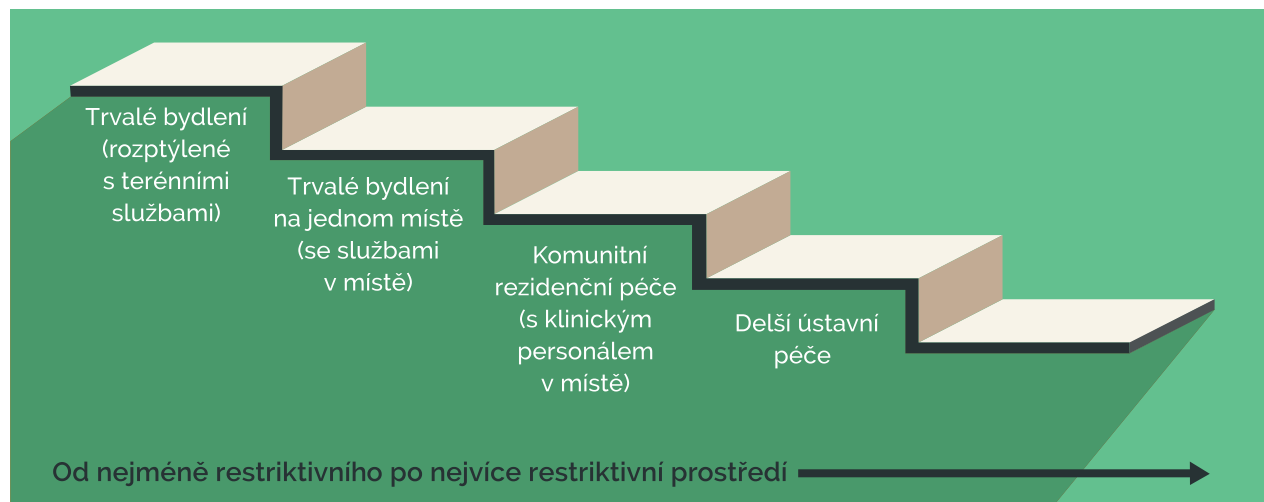 Trvalé bydlení
(rozptýlené
s terénními
službami)
Trvalé bydlení
na jednom místě
(se službami
v místě)
Komunitní
rezidenční péče
(s klinickým
personálem
v místě)
Delší ústavní
péče
Od nejméně restriktivního po nejvíce restriktivní prostředí